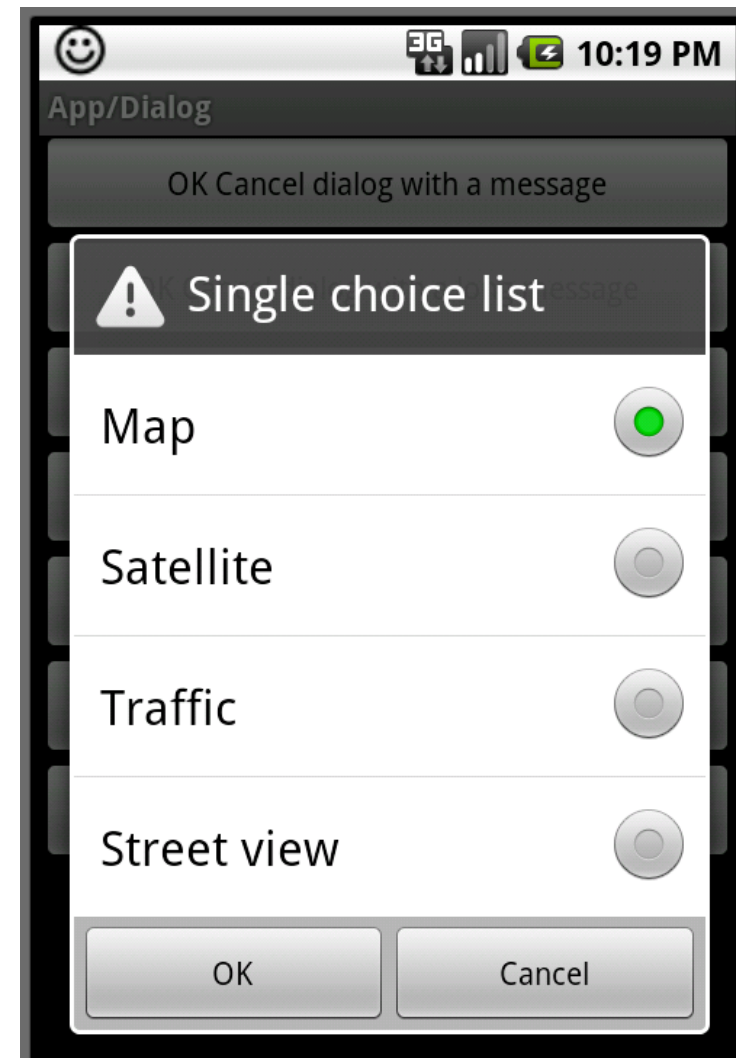 3G 10:19 PM
App/Dialog
OK Cancel dialog with a message
Single choice list
Map
Satellite
Traffic
Street view
OK
Cancel